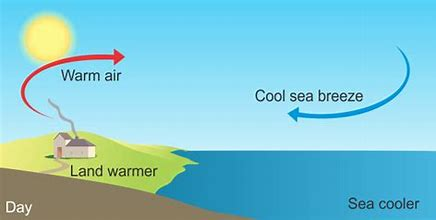 Warm air
Cool sea breeze
Land warmer
Sea cooler
Day